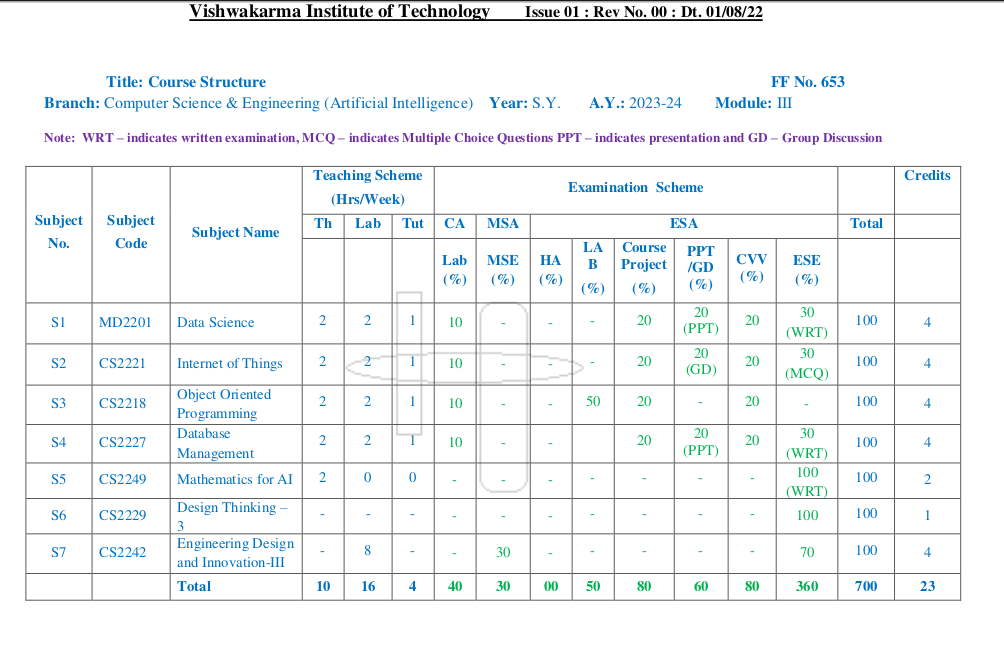 Vishwakarma Institute of Technology Issue 01 : Rev No. 00 : Dt. 01/08/22
Title: Course Structure FF No. 653
Branch: Computer Science & Engineering (Artificial Intelligence) Year: S.Y. A.Y.: 2023-24 Module: III
Note: WRT – indicates written examination, MCQ – indicates Multiple Choice Questions PPT – indicates presentation and GD – Group Discussion
Subject No. Subject Code Subject Name Teaching Scheme (Hrs/Week) Examination Scheme Total Credits
Th Lab Tut CA MSA ESA
Lab (%) MSE (%) HA (%) LA B (%) Course Project (%) PPT /GD (%) CVV (%) ESE (%)
S1 MD2201 Data Science 2 2 1 10 - - - 20 20 (PPT) 20 30 (WRT) 100 4
S2 CS2221 Internet of Things 2 2 1 10 - - - 20 20 (GD) 20 30 (MCQ) 100 4
S3 CS2218 Object Oriented Programming 2 2 1 10 - - 50 20 - 20 - 100 4
S4 CS2227 Database Management 2 2 1 10 - - 20 20 (PPT) 20 30 (WRT) 100 4
S5 CS2249 Mathematics for AI 2 0 0 - - - - - - - 100 (WRT) 100 2
S6 CS2229 Design Thinking – 3 - - - - - - - - - - 100 100 1
S7 CS2242 Engineering Design and Innovation-III - 8 - - 30 - - - - - 70 100 4
Total 10 16 4 40 30 00 50 80 60 80 360 700 23